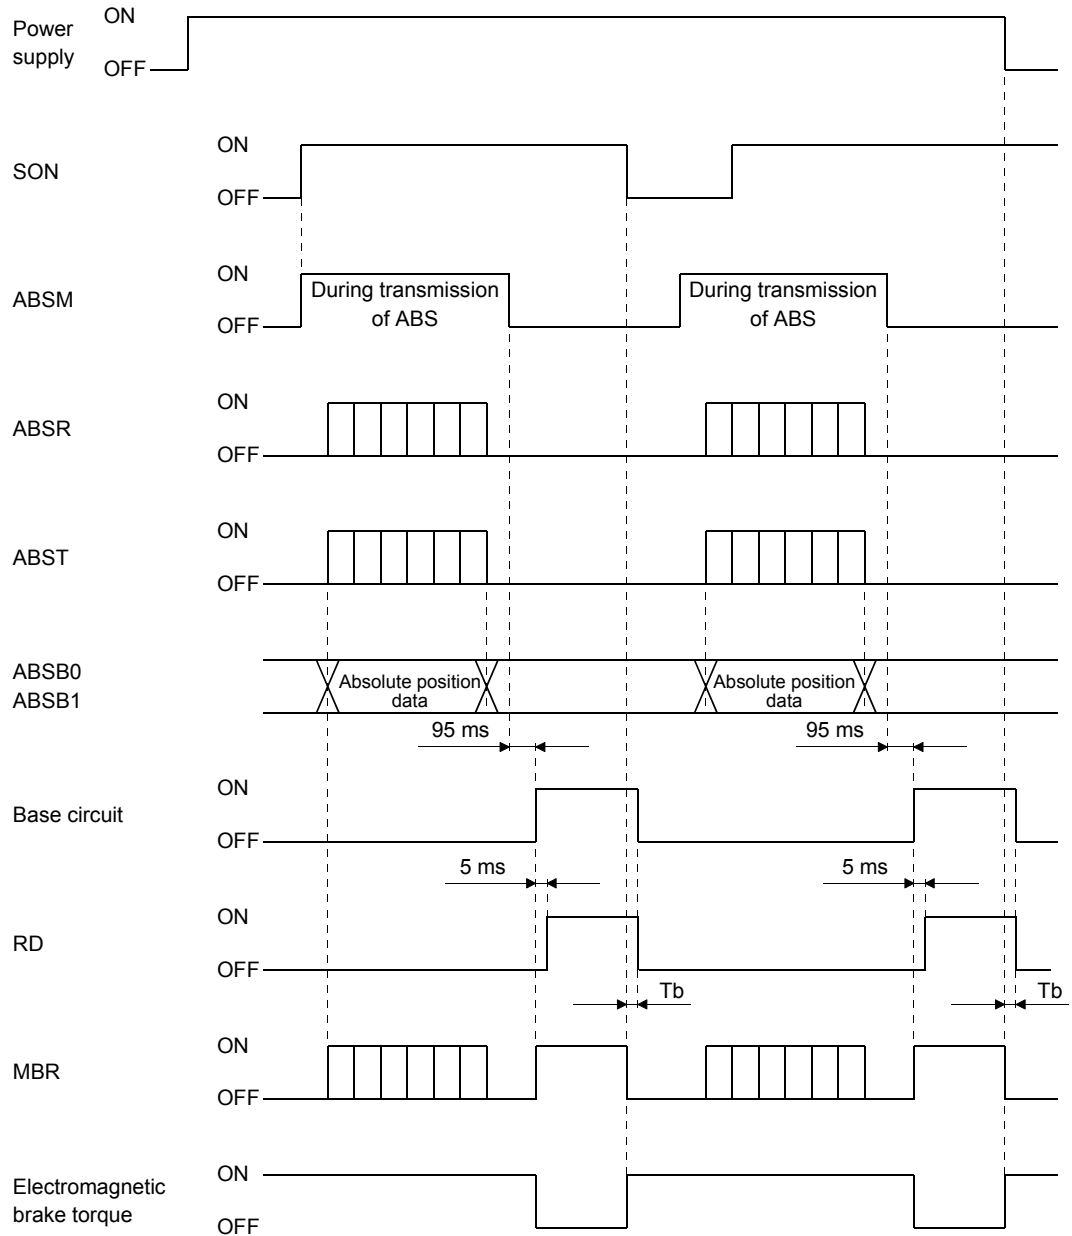 Power
supply
ON
OFF
SON
ON
OFF
ABSM
ON
OFF
During transmission
of ABS
During transmission
of ABS
ABSR
ON
OFF
ABST
ON
OFF
ABSB0
ABSB1
Absolute position
data
Absolute position
data
95 ms
95 ms
Base circuit
ON
OFF
5 ms
5 ms
RD
ON
OFF
Tb
Tb
MBR
ON
OFF
Electromagnetic
brake torque
ON
OFF